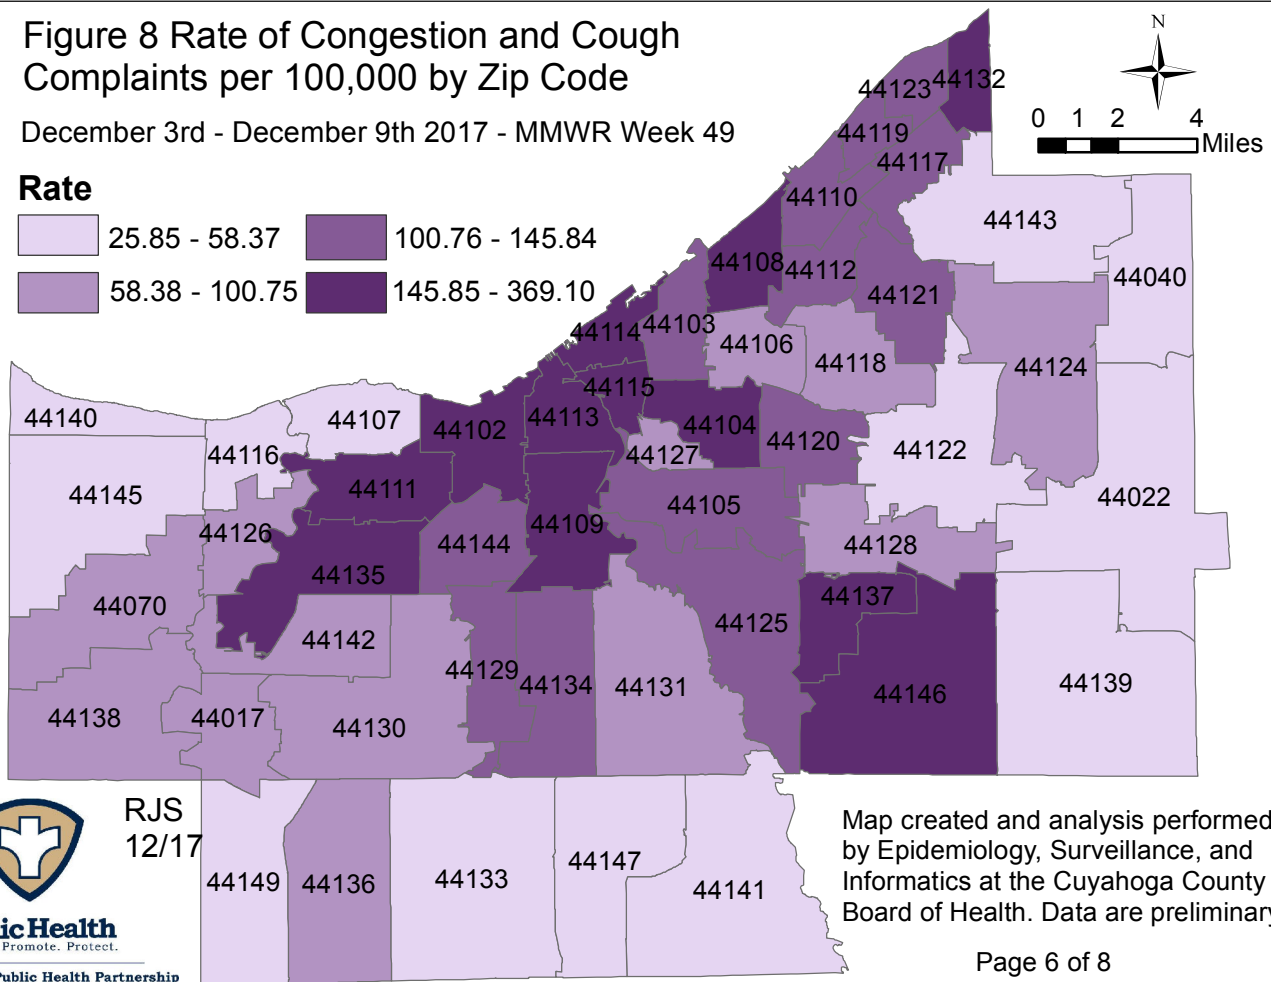 Figure 8 Rate of Congestion and Cough
Complaints per 100,000 by Zip Code
December 3rd - December 9th 2017 - MMWR Week 49
Rate
25.85 - 58.37
100.76 - 145.84
58.38 - 100.75
145.85 - 369.10
N
0 1 2 4
Miles
44132
44123
44119
44117
44110
44143
44108
44112
44040
44121
44114
44103
44106
44118
44124
44115
44140
44107
44102
44113
44104
44120
44116
44127
44122
44145
44111
44105
44022
44126
44144
44109
44128
44135
44070
44137
44142
44125
44129
44134
44131
44139
44146
44138
44017
44130
44149
44136
44133
44147
44141
RJS
12/17
ic Health
Promote. Protect.
Public Health Partnership
Map created and analysis performed
by Epidemiology, Surveillance, and
Informatics at the Cuyahoga County
Board of Health. Data are preliminary
Page 6 of 8